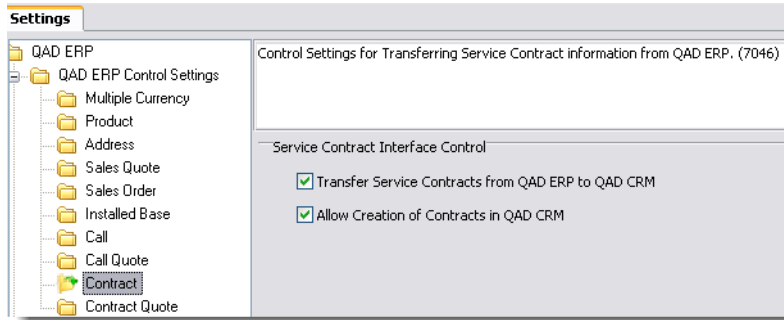 Settings
QAD ERP
QAD ERP Control Settings
Multiple Currency
Product
Address
Sales Quote
Sales Order
Installed Base
Call
Call Quote
Contract
Contract Quote
Control Settings for Transferring Service Contract information from QAD ERP. (7046)
Service Contract Interface Control
Transfer Service Contracts from QAD ERP to QAD CRM
Allow Creation of Contracts in QAD CRM